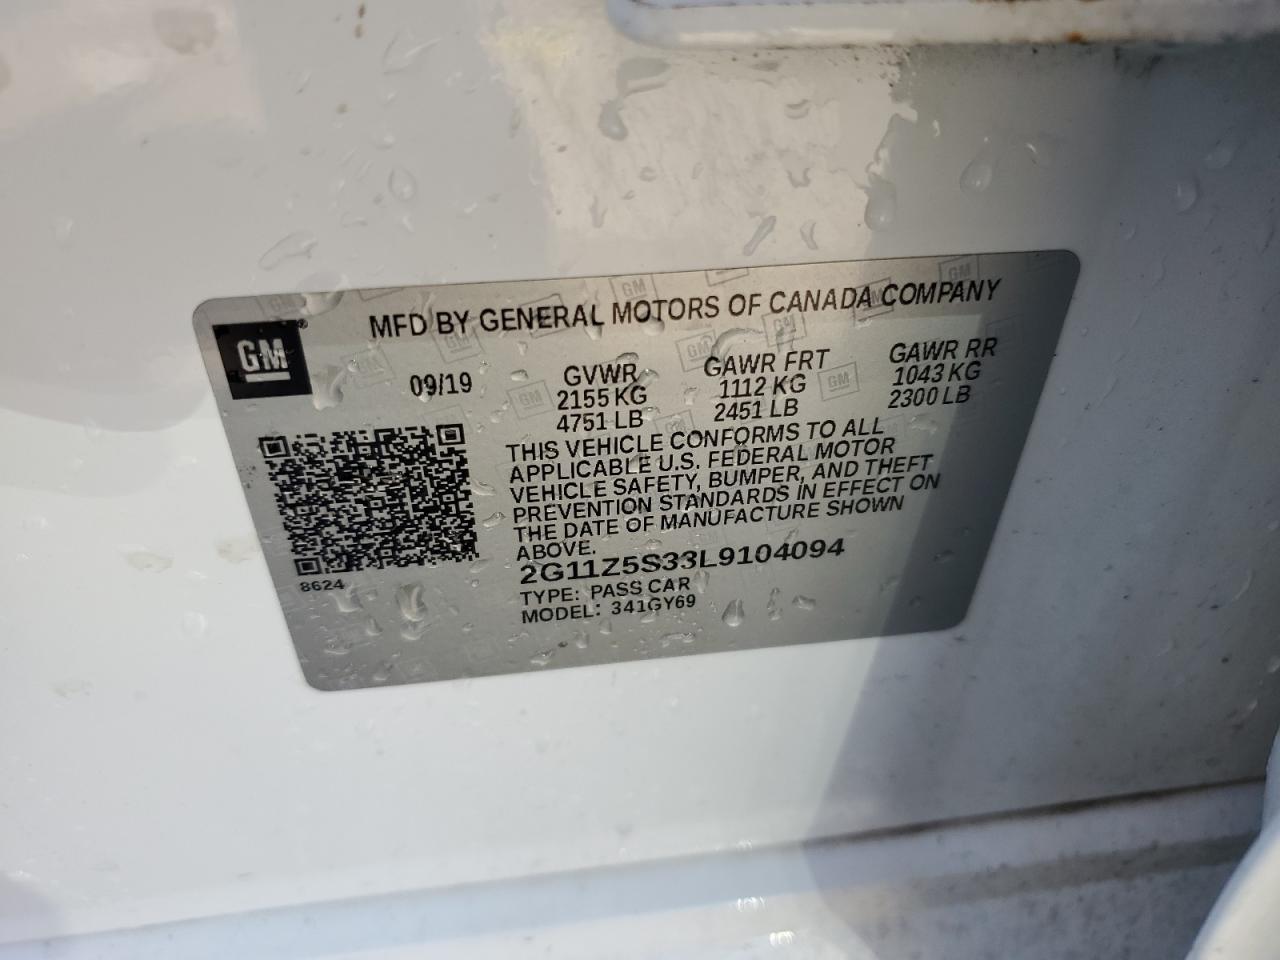 MFD BY GENERAL MOTORS OF CANADA COMPANY
GM
09/19
GVWR
2155 KG
4751 LB
GAWR FRT
1112 KG
2451 LB
GAWR RR
1043 KG
2300 LB
THIS VEHICLE CONFORMS TO ALL
APPLICABLE U.S. FEDERAL MOTOR
VEHICLE SAFETY, BUMPER, AND THEFT
PREVENTION STANDARDS IN EFFECT ON
THE DATE OF MANUFACTURE SHOWN
ABOVE.
2G11Z5S33L9104094
TYPE: PASS CAR
MODEL: 341GY69
8624